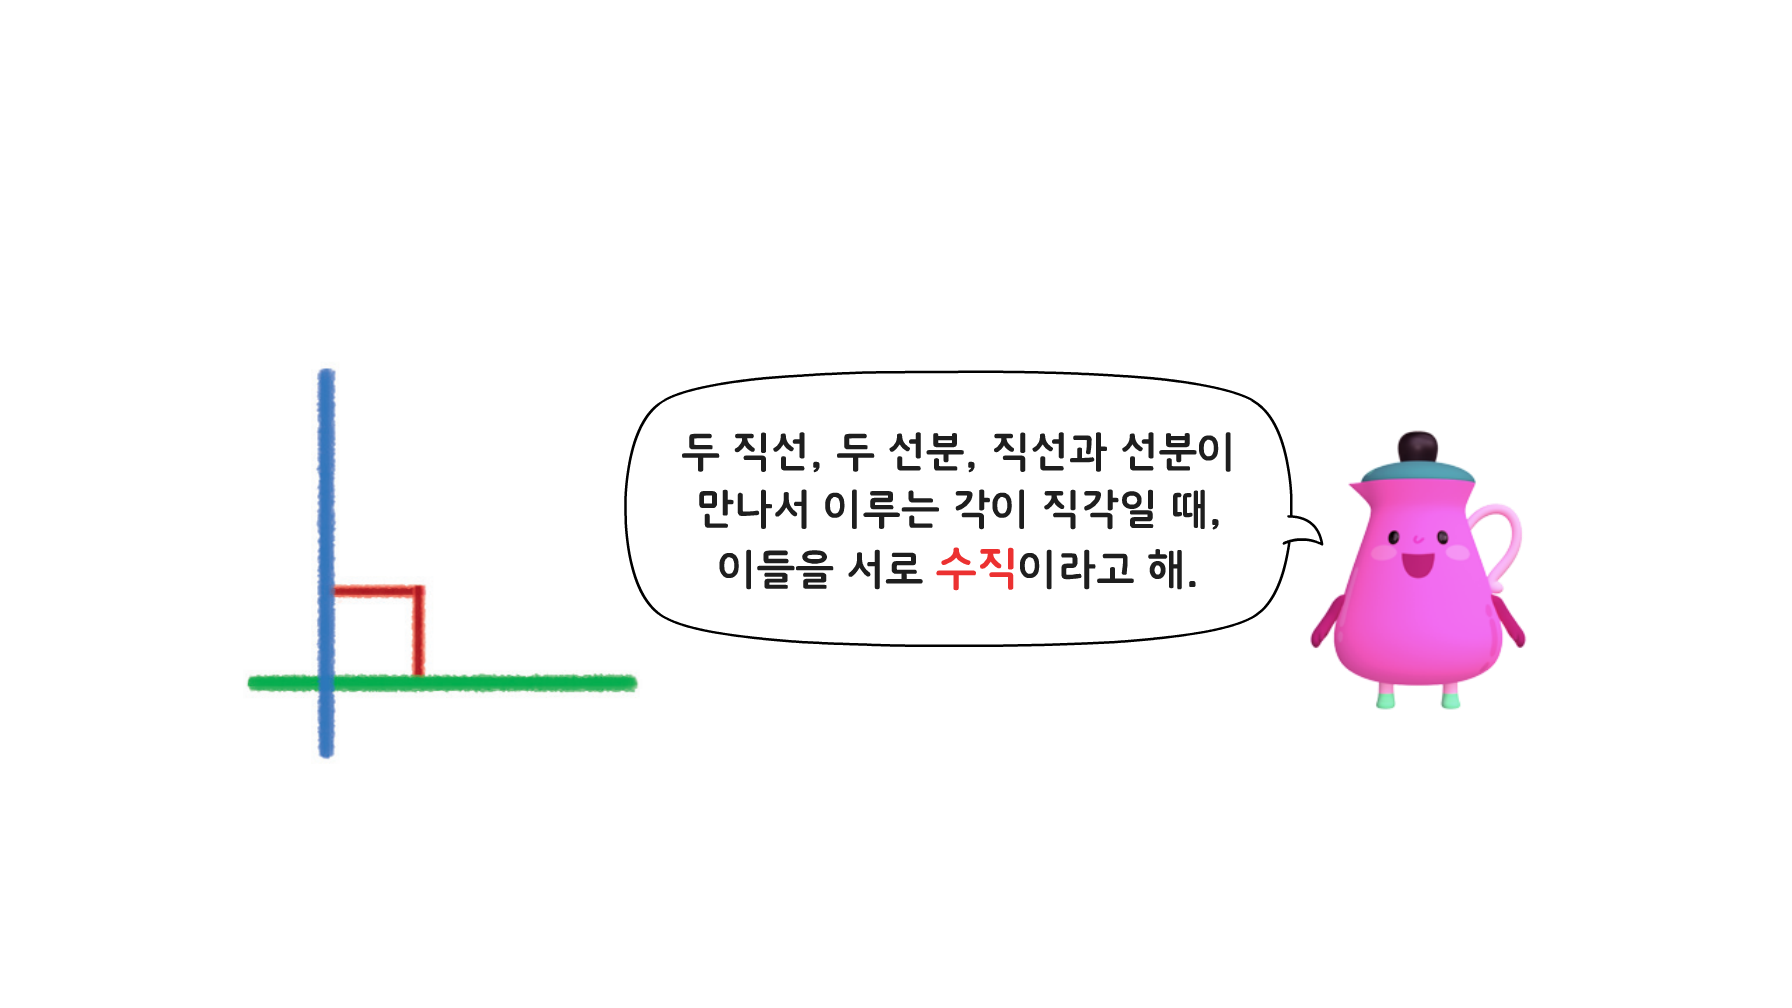 두 직선, 두 선분, 직선과 선분이
만나서 이루는 각이 직각일 때,
이들을 서로 수직이라고 해.